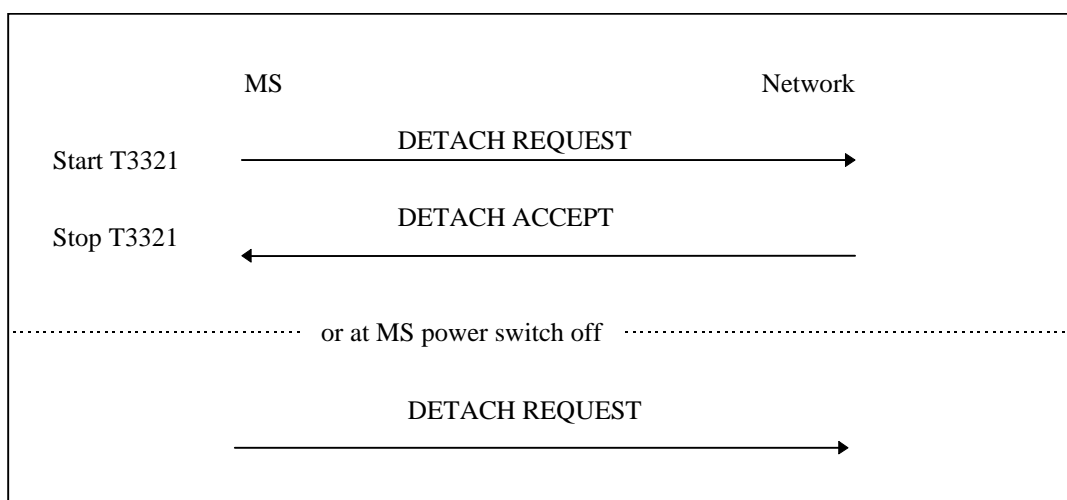 MS Network
Start T3321 DETACH REQUEST
Stop T3321 DETACH ACCEPT
or at MS power switch off
DETACH REQUEST